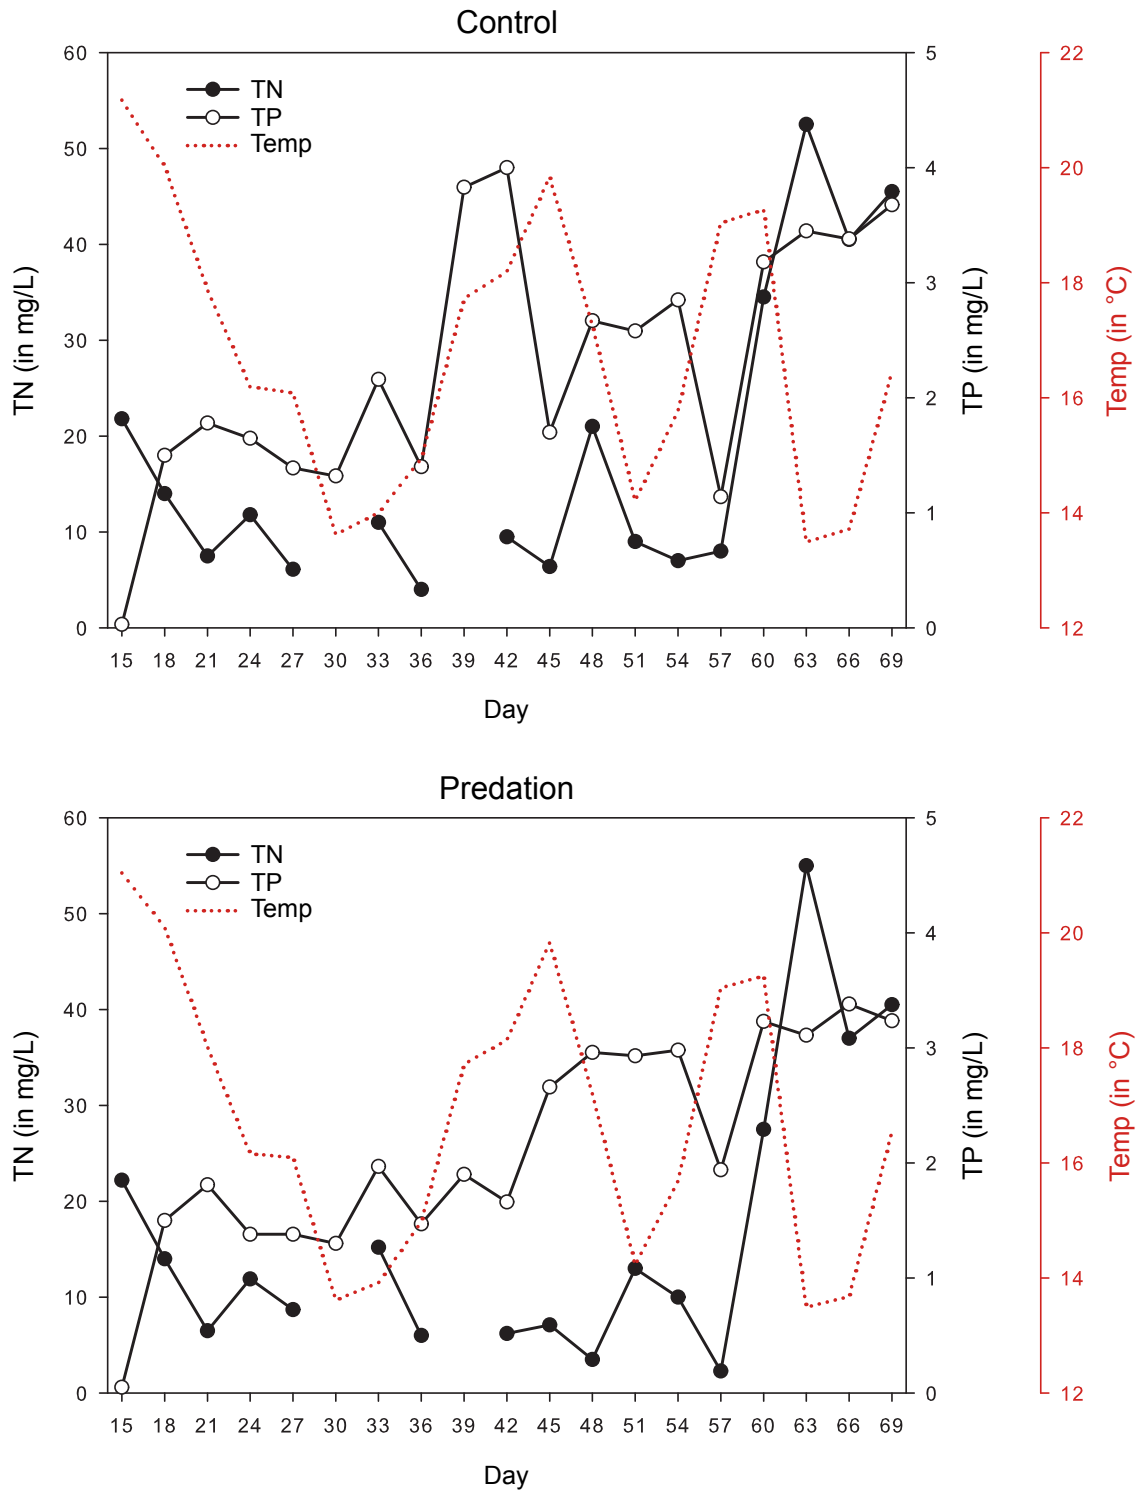 Control
60 50 40 30 20 10 0
TN (in mg/L)
TN
TP
Temp
5 4 3 2 1 0
TP (in mg/L)
22 20 18 16 14 12
Temp (in °C)
15 18 21 24 27 30 33 36 39 42 45 48 51 54 57 60 63 66 69
Day
Predation
60 50 40 30 20 10 0
TN (in mg/L)
TN
TP
Temp
5 4 3 2 1 0
TP (in mg/L)
22 20 18 16 14 12
Temp (in °C)
15 18 21 24 27 30 33 36 39 42 45 48 51 54 57 60 63 66 69
Day